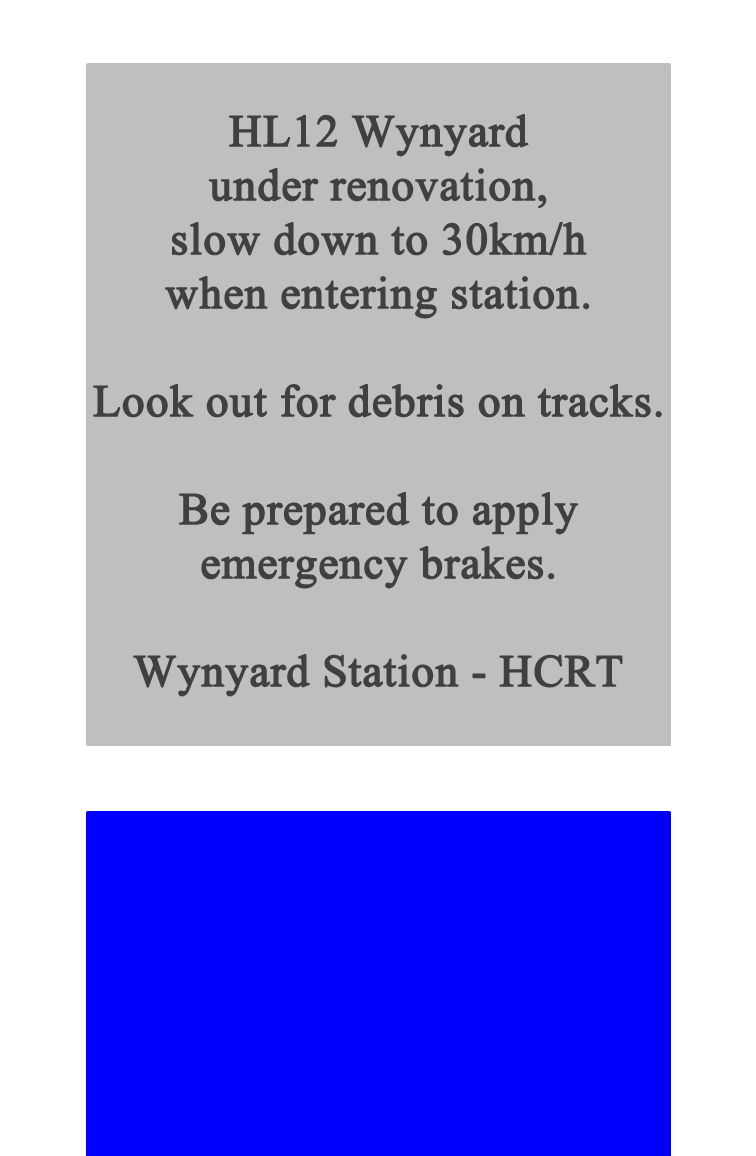 HL12 Wynyard
under renovation,
slow down to 30km/h
when entering station.
Look out for debris on tracks.
Be prepared to apply
emergency brakes.
Wynyard Station - HCRT